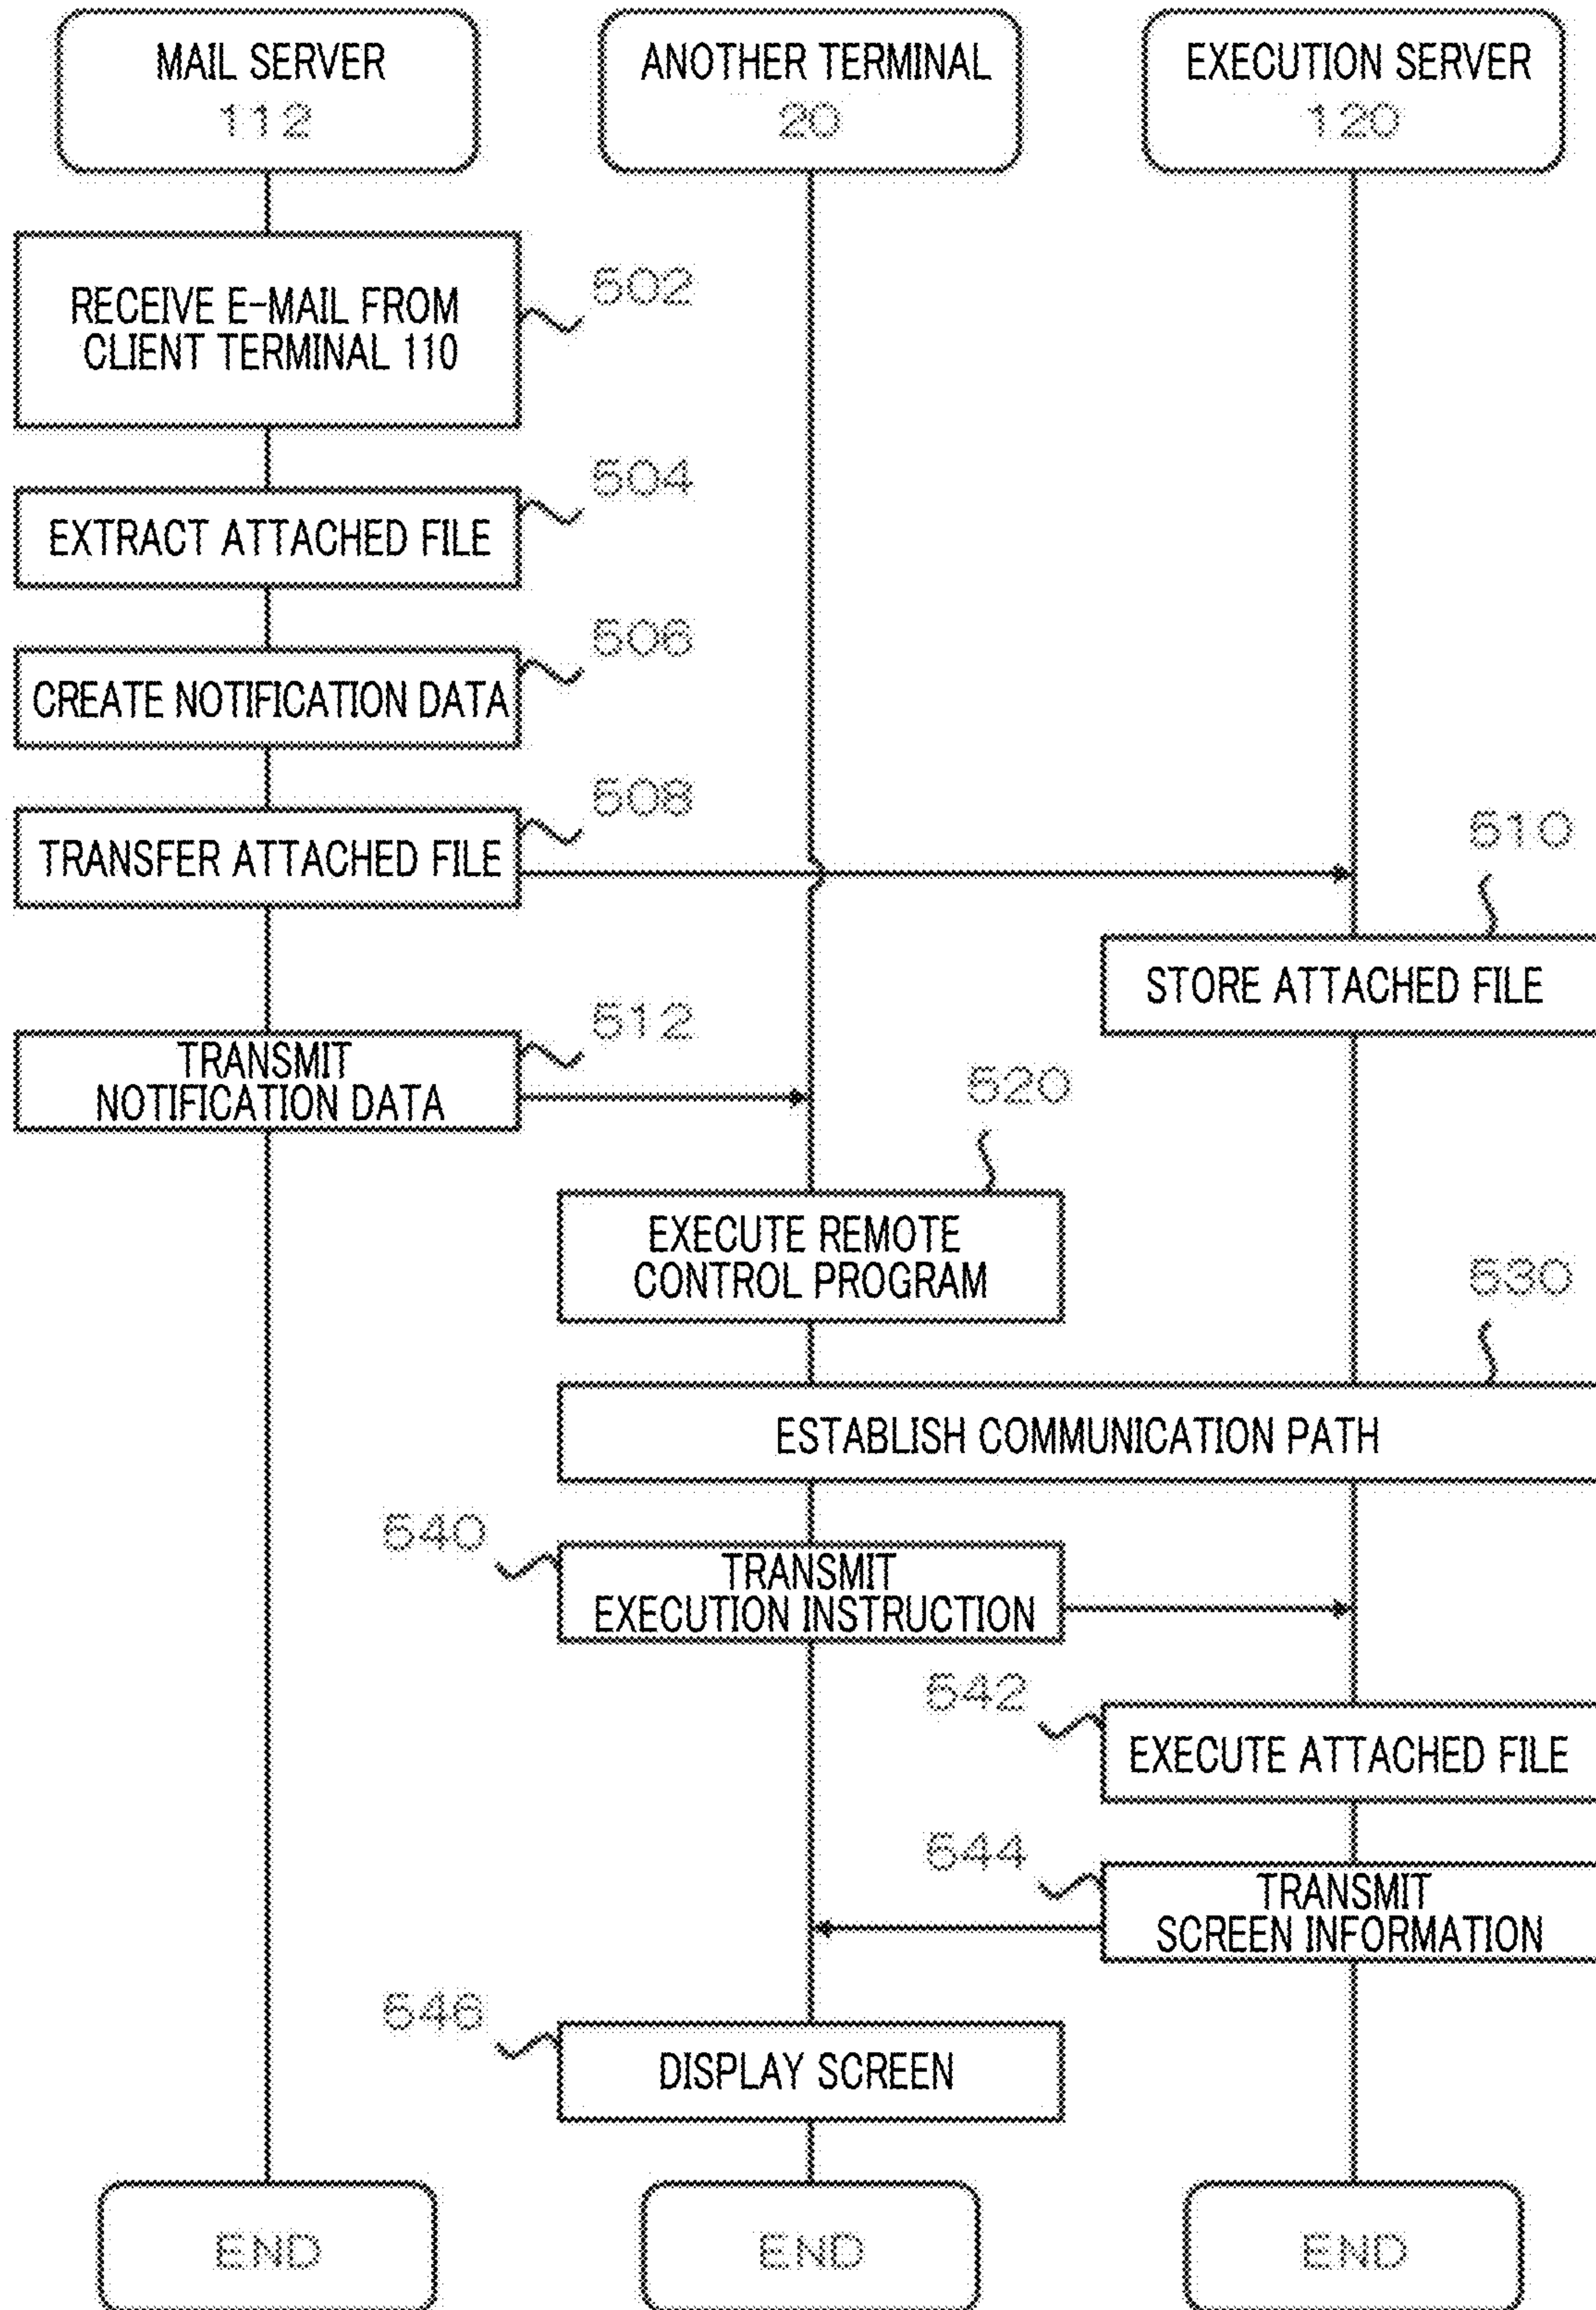 MAIL SERVER
112
ANOTHER TERMINAL
20
EXECUTION SERVER
120
RECEIVE E-MAIL FROM
CLIENT TERMINAL 110
502
EXTRACT ATTACHED FILE
504
CREATE NOTIFICATION DATA
506
TRANSFER ATTACHED FILE
508
510
STORE ATTACHED FILE
TRANSMIT
NOTIFICATION DATA
512
520
EXECUTE REMOTE
CONTROL PROGRAM
530
ESTABLISH COMMUNICATION PATH
540
TRANSMIT
EXECUTION INSTRUCTION
542
EXECUTE ATTACHED FILE
544
TRANSMIT
SCREEN INFORMATION
546
DISPLAY SCREEN
END
END
END